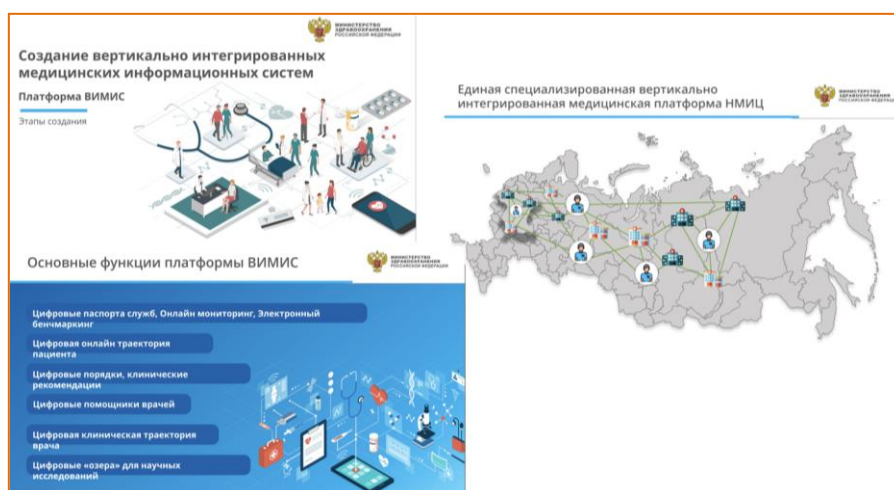 МИНИСТЕРСТВО
ЗДРАВООХРАНЕНИЯ
РОССИЙСКОЙ ФЕДЕРАЦИИ
Создание вертикально интегрированных
медицинских информационных систем
Платформа ВИМИС
Этапы создания
Единая специализированная вертикально
интегрированная медицинская платформа НМИЦ
МИНИСТЕРСТВО
ЗДРАВООХРАНЕНИЯ
РОССИЙСКОЙ ФЕДЕРАЦИИ
Основные функции платформы ВИМИС
МИНИСТЕРСТВО
ЗДРАВООХРАНЕНИЯ
РОССИЙСКОЙ ФЕДЕРАЦИИ
Цифровые паспорта служб, Онлайн мониторинг, Электронный
бенчмаркинг
Цифровая онлайн траектория
пациента
Цифровые порядки, клинические
рекомендации
Цифровые помощники врачей
Цифровая клиническая траектория
врача
Цифровые «озера» для научных
исследований